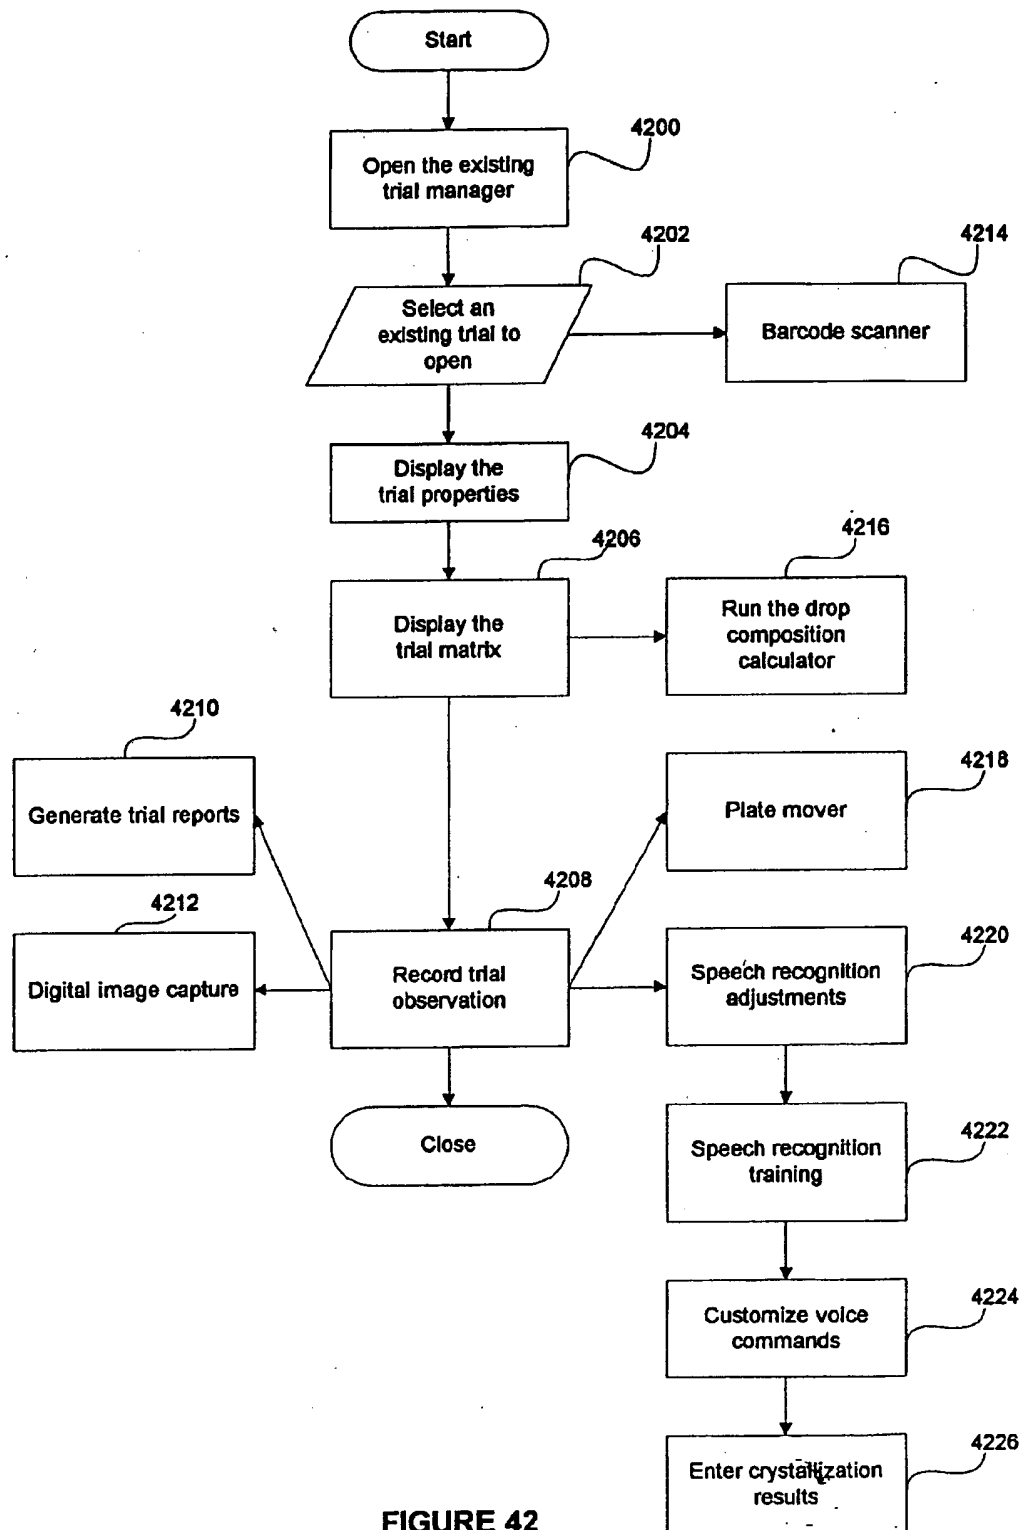 Start
4200
Open the existing
trial manager
4202
4214
Select an
existing trial to
open
Barcode scanner
4204
Display the
trial properties
4206
4216
Display the
trial matrix
Run the drop
composition
calculator
4210
4218
Generate trial reports
Plate mover
4208
4212
4220
Digital image capture
Record trial
observation
Speech recognition
adjustments
4222
Close
Speech recognition
training
4224
Customize voice
commands
4226
Enter crystallization
results
FIGURE 42